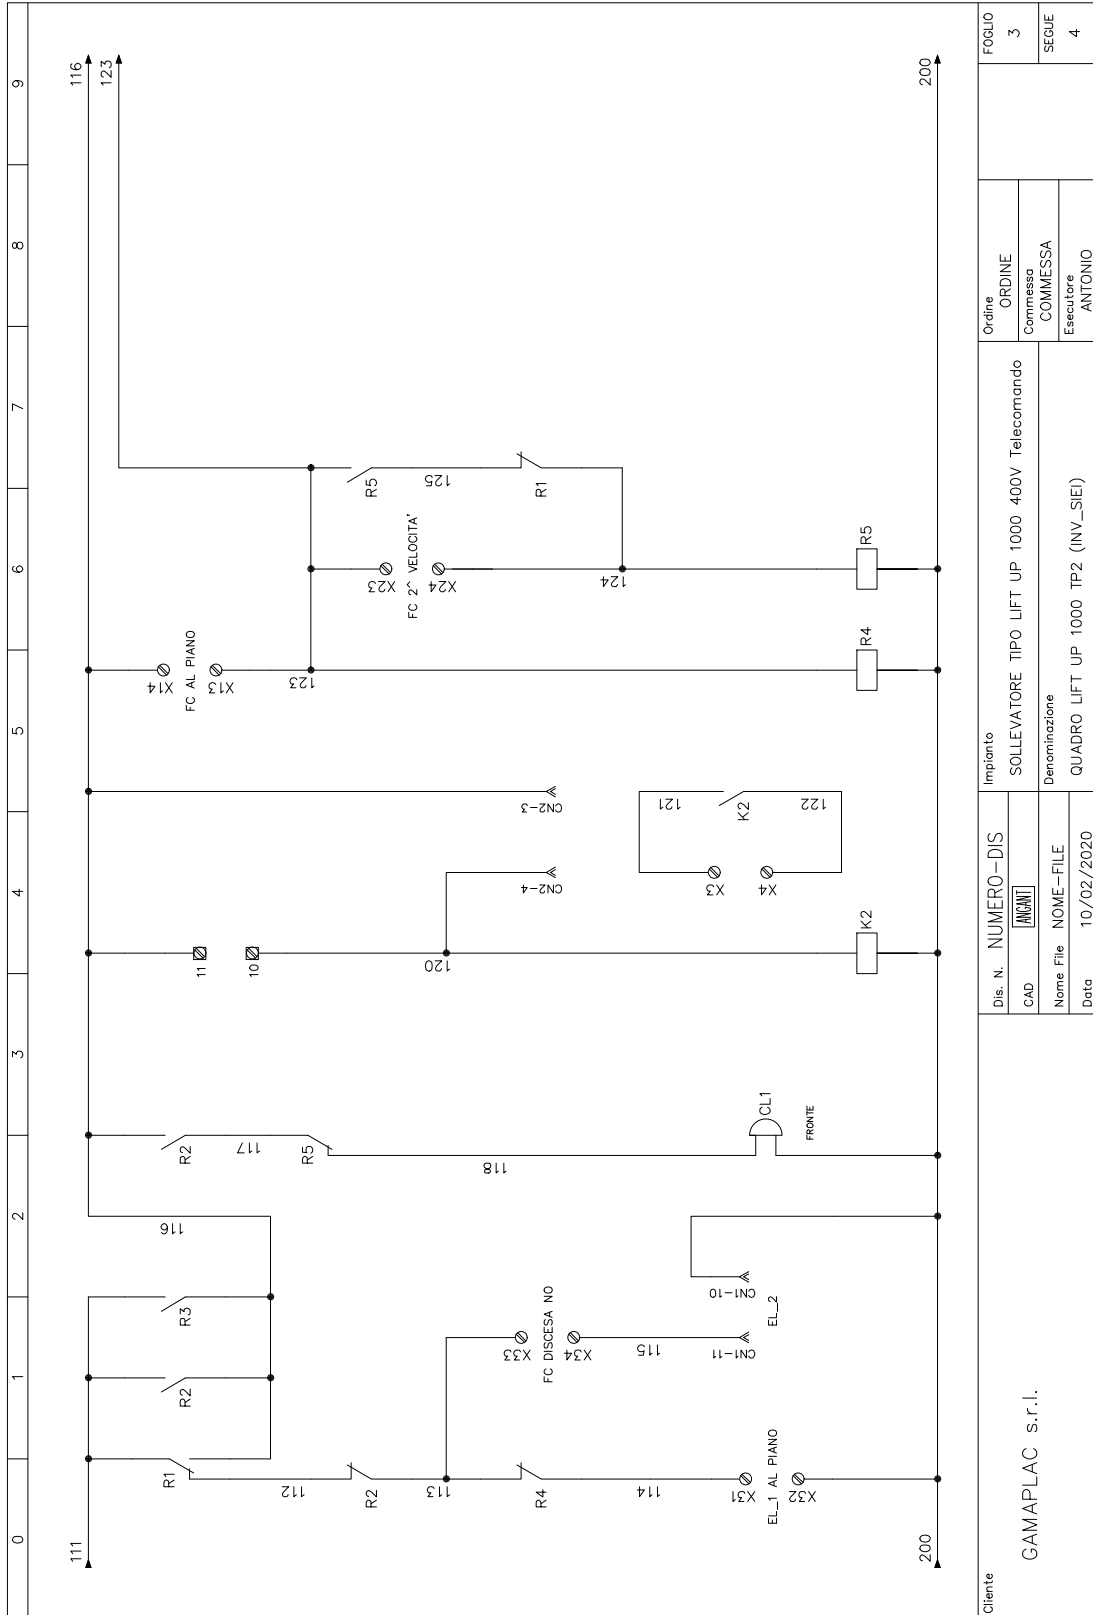 0 1 2 3 4 5 6 7 8 9
111
116
123
R1
112
R2
113
R4
114
X31
EL_1 AL PIANO
X32
R2
R3
116
X33
FC DISCESA NO
X34
115
CN1-11
CN1-10
EL_2
R2
117
R5
118
CL1
FRONTE
11
10
120
CN2-4
CN2-3
K2
X3
X4
121
K2
122
X14
FC AL PIANO
X13
123
R4
X23
FC 2^ VELOCITA'
X24
124
R5
R5
125
R1
200
200
Cliente
GAMAPLAC s.r.l.
Dis. N. NUMERO-DIS
CAD ANGANT
Nome File NOME-FILE
Data 10/02/2020
Impianto
SOLLEVATORE TIPO LIFT UP 1000 400V Telecomando
Denominazione
QUADRO LIFT UP 1000 TP2 (INV_SIEI)
Ordine
ORDINE
Commessa
COMMESSA
Esecutore
ANTONIO
FOGLIO
3
SEGUE
4